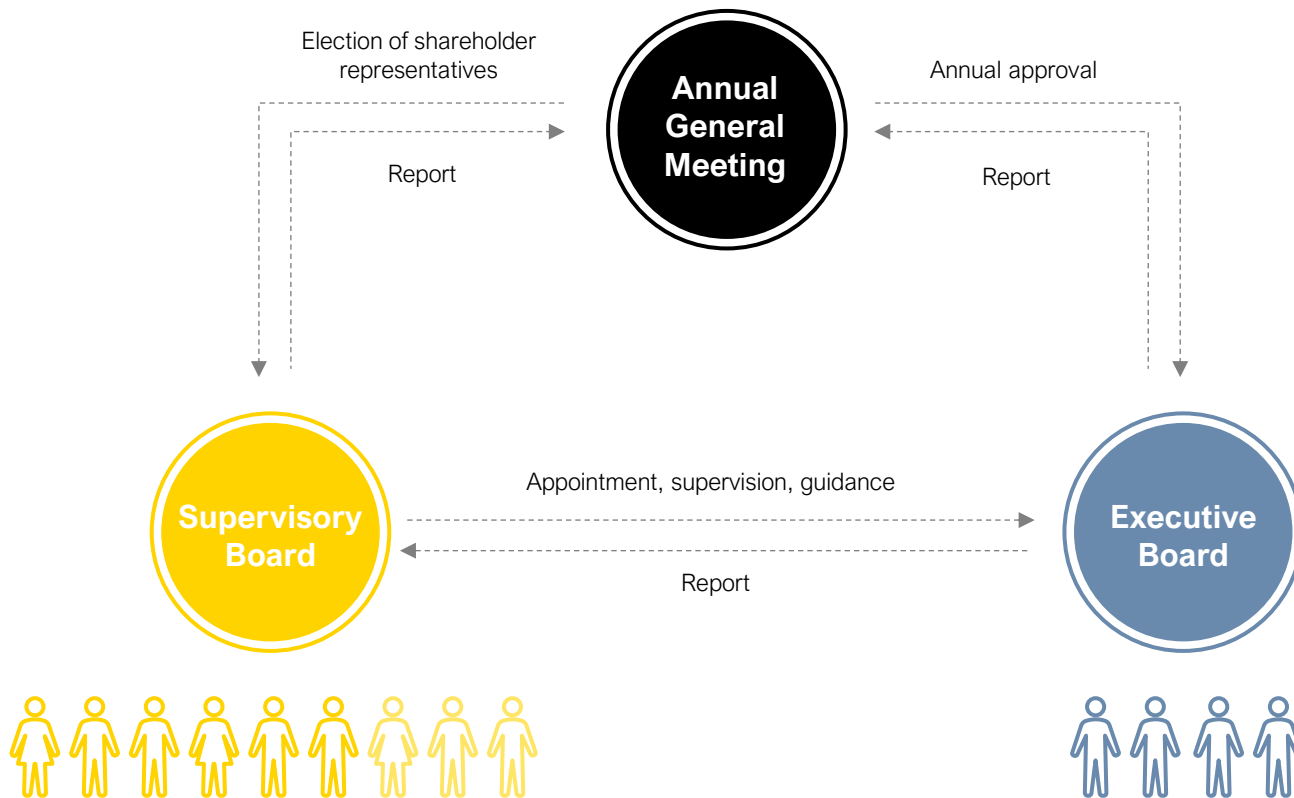 Election of shareholder
representatives
Annual
General
Meeting
Annual approval
Report
Report
Supervisory
Board
Appointment, supervision, guidance
Report
Executive
Board